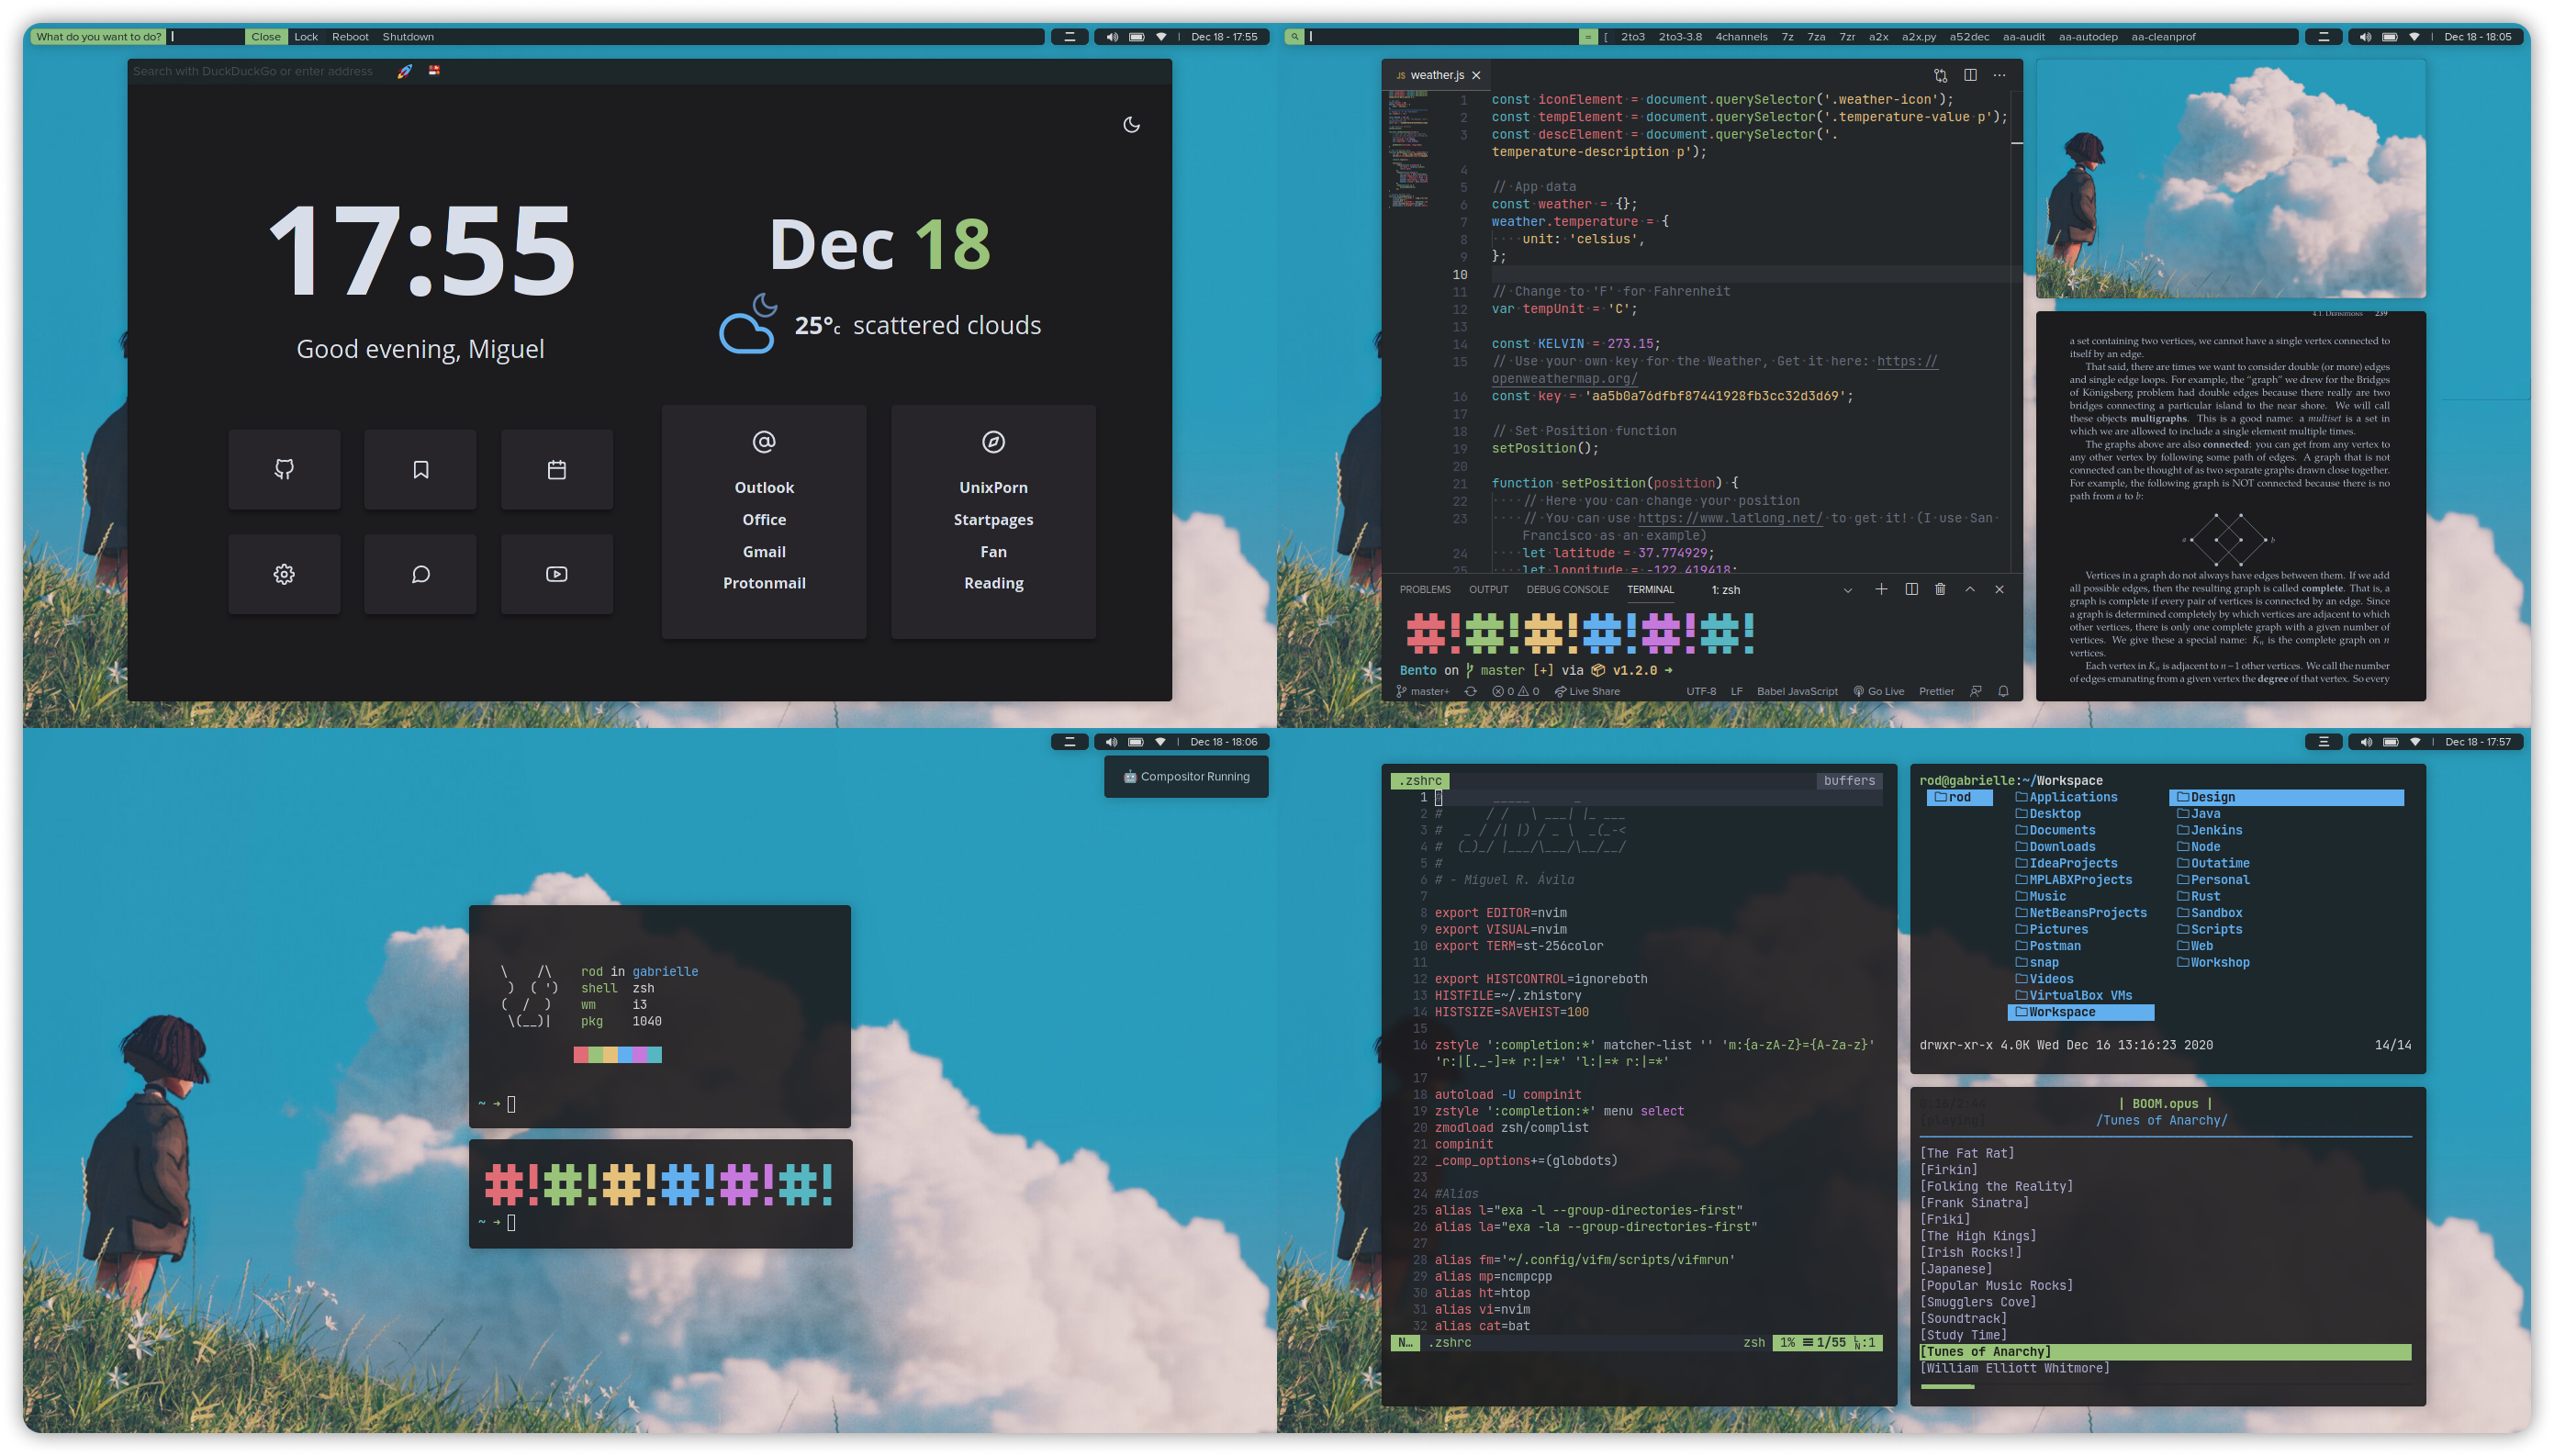 What do you want to do?
Close Lock Reboot Shutdown
Dec 18 - 17:55
Search with DuckDuckGo or enter address
17:55
Good evening, Miguel
Dec 18
25°c scattered clouds
Outlook
Office
Gmail
Protonmail
UnixPorn
Startpages
Fan
Reading
[ 2to3 2to3-3.8 4channels 7z 7za 7zr a2x a2x.py a52dec aa-audit aa-autodep aa-cleanprof
Dec 18 - 18:05
JS weather.js
1 const iconElement = document.querySelector('.weather-icon');
2 const tempElement = document.querySelector('.temperature-value p');
3 const descElement = document.querySelector('.
temperature-description p');
4
5 // App data
6 const weather = {};
7 weather.temperature = {
8 unit: 'celsius',
9 };
10
11 // Change to 'F' for Fahrenheit
12 var tempUnit = 'C';
13
14 const KELVIN = 273.15;
15 // Use your own key for the Weather, Get it here: https://
openweathermap.org/
16 const key = 'aa5b0a76dfbf87441928fb3cc32d3d69';
17
18 // Set Position function
19 setPosition();
20
21 function setPosition(position) {
22 // Here you can change your position
23 // You can use https://www.latlong.net/ to get it! (I use San
Francisco as an example)
24 let latitude = 37.774929;
25 let longitude = -122.419418;
PROBLEMS OUTPUT DEBUG CONSOLE TERMINAL 1: zsh
#!#!#!#!#!#!
Bento on master [+] via v1.2.0 ➜
master+ 0 0 Live Share UTF-8 LF Babel JavaScript Go Live Prettier
4.1. Definitions 239
a set containing two vertices, we cannot have a single vertex connected to
itself by an edge.
That said, there are times we want to consider double (or more) edges
and single edge loops. For example, the “graph” we drew for the Bridges
of Königsberg problem had double edges because there really are two
bridges connecting a particular island to the near shore. We will call
these objects multigraphs. This is a good name: a multiset is a set in
which we are allowed to include a single element multiple times.
The graphs above are also connected: you can get from any vertex to
any other vertex by following some path of edges. A graph that is not
connected can be thought of as two separate graphs drawn close together.
For example, the following graph is NOT connected because there is no
path from a to b:
a b
Vertices in a graph do not always have edges between them. If we add
all possible edges, then the resulting graph is called complete. That is, a
graph is complete if every pair of vertices is connected by an edge. Since
a graph is determined completely by which vertices are adjacent to which
other vertices, there is only one complete graph with a given number of
vertices. We give these a special name: Kn is the complete graph on n
vertices.
Each vertex in Kn is adjacent to n−1 other vertices. We call the number
of edges emanating from a given vertex the degree of that vertex. So every
二 Dec 18 - 18:06
Compositor Running
rod in gabrielle
shell zsh
wm i3
pkg 1040
~ ➜
#!#!#!#!#!#!
~ ➜
三 Dec 18 - 17:57
.zshrc buffers
1
2 #
3 #
4 #
5 #
6 # - Miguel R. Ávila
7
8 export EDITOR=nvim
9 export VISUAL=nvim
10 export TERM=st-256color
11
12 export HISTCONTROL=ignoreboth
13 HISTFILE=~/.zhistory
14 HISTSIZE=SAVEHIST=100
15
16 zstyle ':completion:*' matcher-list '' 'm:{a-zA-Z}={A-Za-z}'
'r:|[._-]=* r:|=*' 'l:|=* r:|=*'
17
18 autoload -U compinit
19 zstyle ':completion:*' menu select
20 zmodload zsh/complist
21 compinit
22 _comp_options+=(globdots)
23
24 #Alias
25 alias l="exa -l --group-directories-first"
26 alias la="exa -la --group-directories-first"
27
28 alias fm='~/.config/vifm/scripts/vifmrun'
29 alias mp=ncmpcpp
30 alias ht=htop
31 alias vi=nvim
32 alias cat=bat
N… .zshrc zsh 1% 1/55 :1
rod@gabrielle:~/Workspace
rod Applications Design
Desktop Java
Documents Jenkins
Downloads Node
IdeaProjects Outatime
MPLABXProjects Personal
Music Rust
NetBeansProjects Sandbox
Pictures Scripts
Postman Web
snap Workshop
Videos
VirtualBox VMs
Workspace
drwxr-xr-x 4.0K Wed Dec 16 13:16:23 2020 14/14
| BOOM.opus |
[playing] /Tunes of Anarchy/
[The Fat Rat]
[Firkin]
[Folking the Reality]
[Frank Sinatra]
[Friki]
[The High Kings]
[Irish Rocks!]
[Japanese]
[Popular Music Rocks]
[Smugglers Cove]
[Soundtrack]
[Study Time]
[Tunes of Anarchy]
[William Elliott Whitmore]